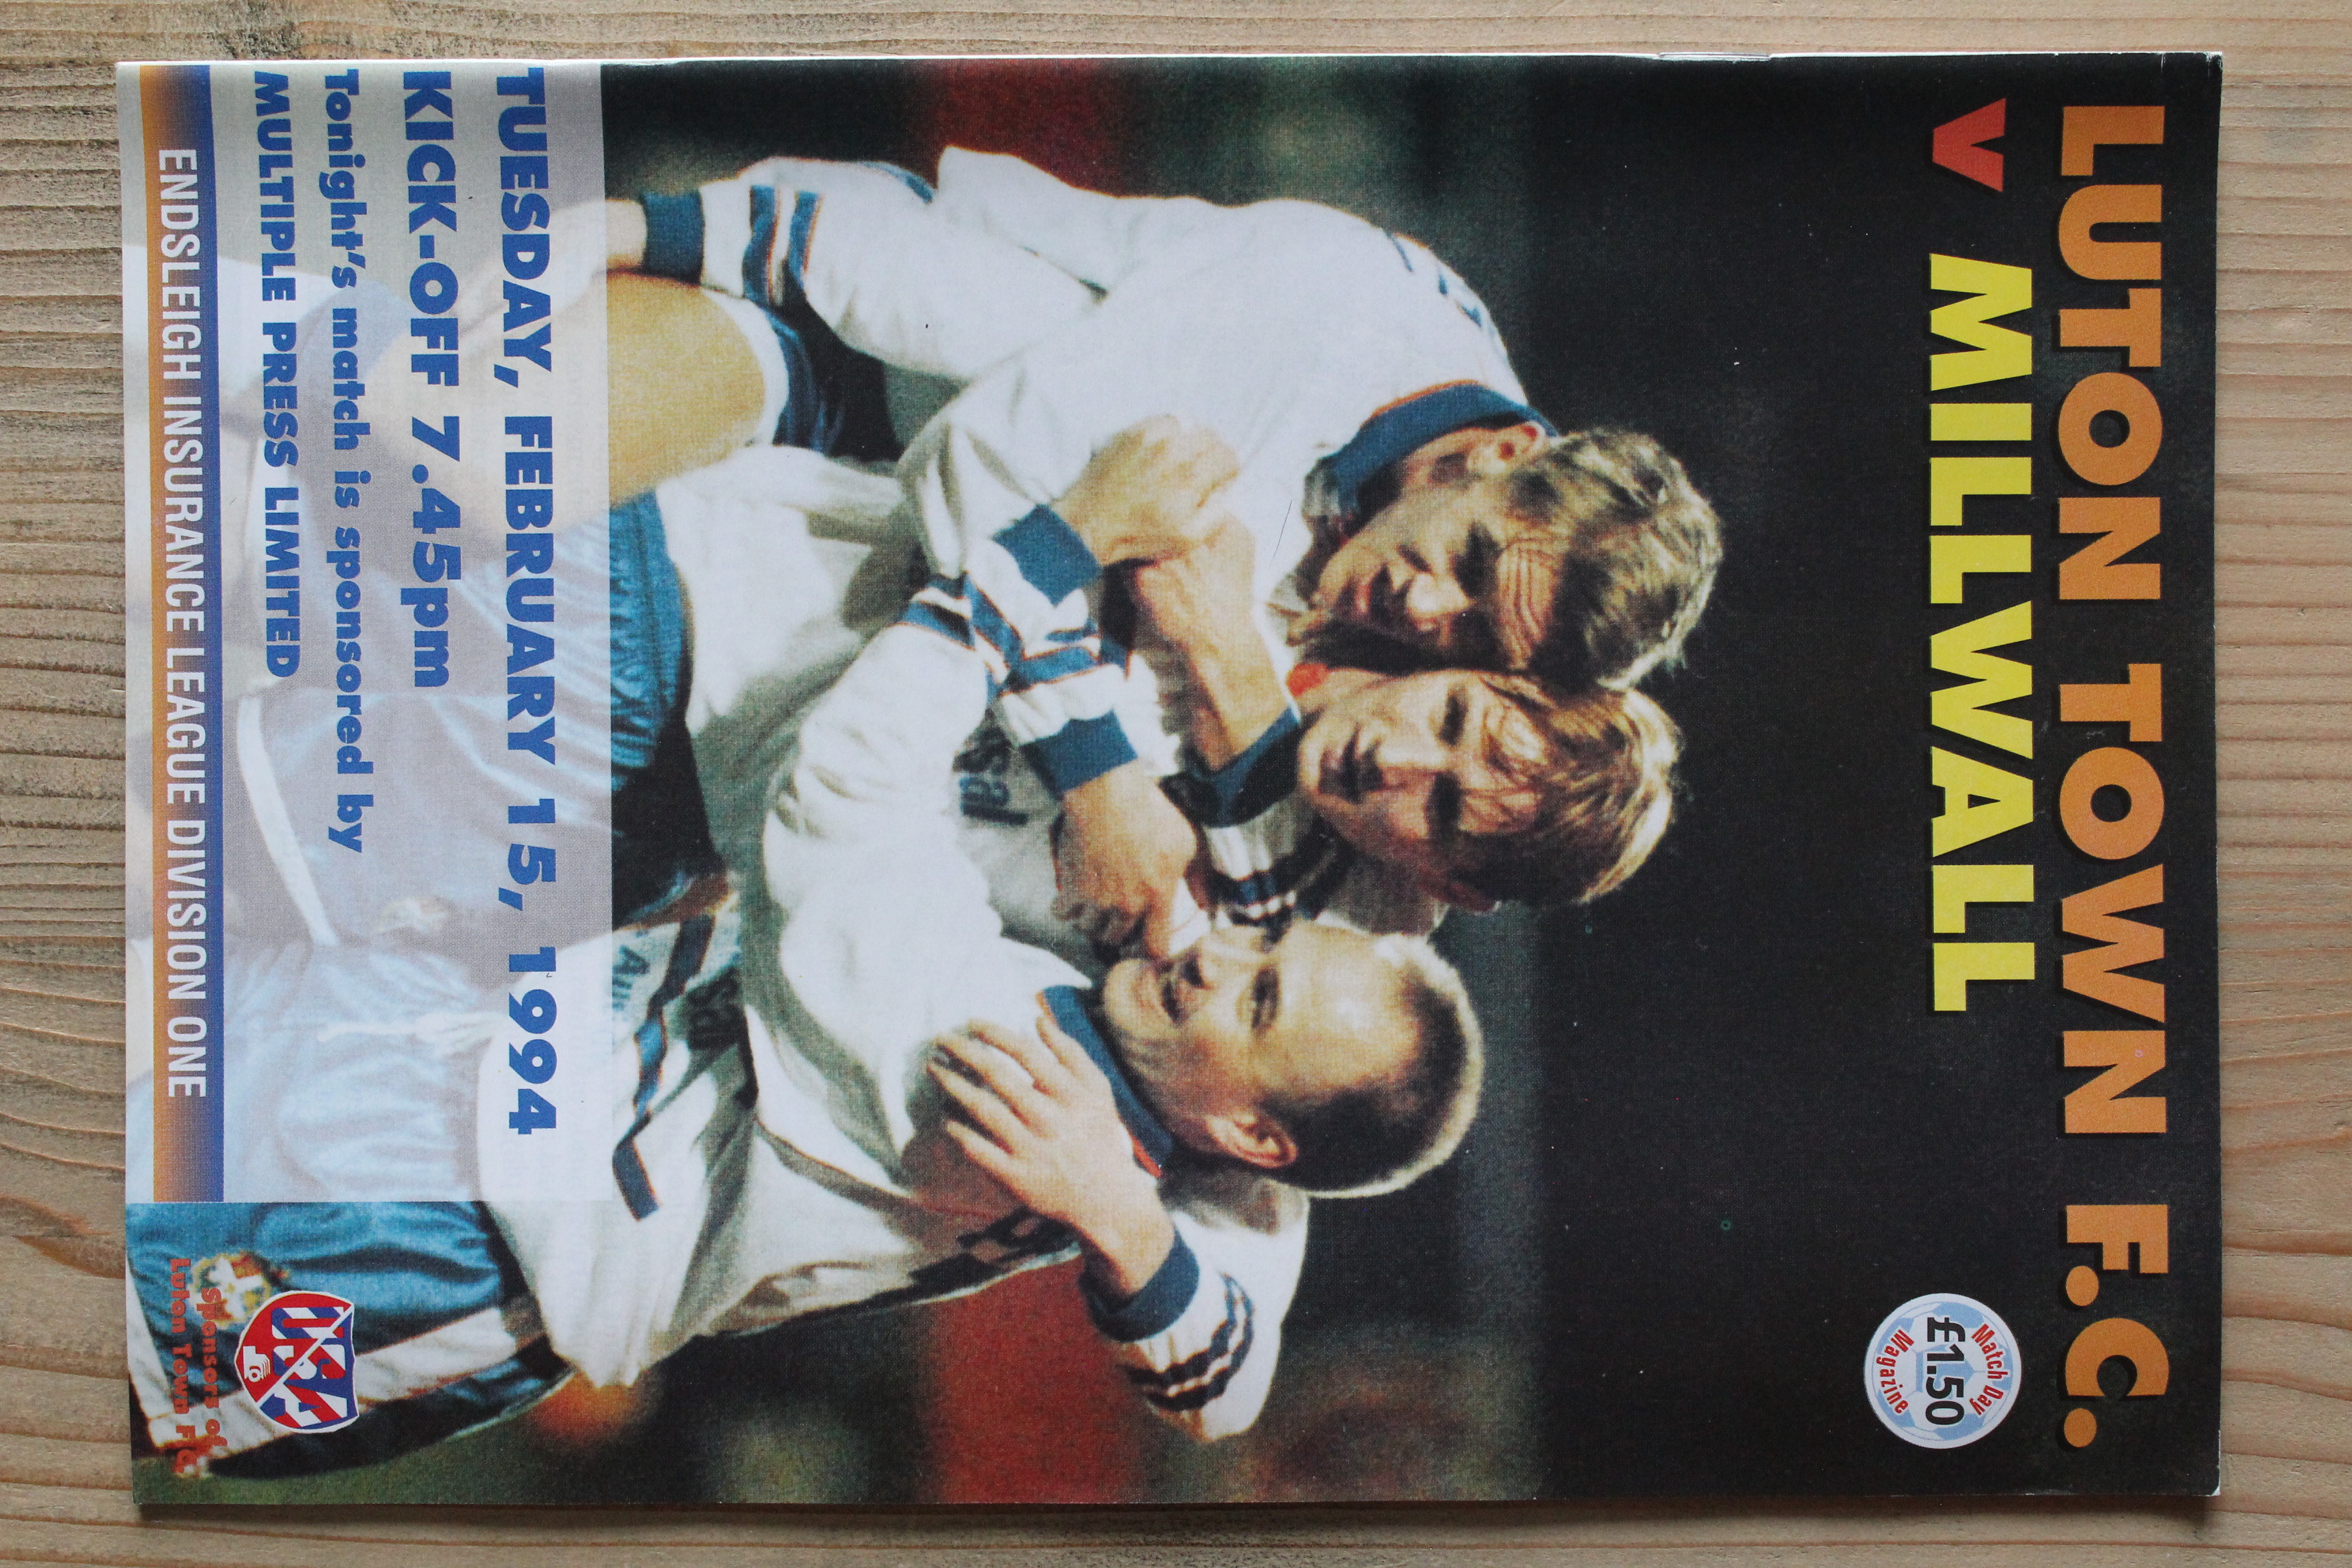 LUTON TOWN F.C.
V MILLWALL
Match Day
£1.50
Magazine
TUESDAY, FEBRUARY 15, 1994
KICK-OFF 7.45pm
Tonight's match is sponsored by
MULTIPLE PRESS LIMITED
ENDSLEIGH INSURANCE LEAGUE DIVISION ONE
Sponsors of
Luton Town F.C.